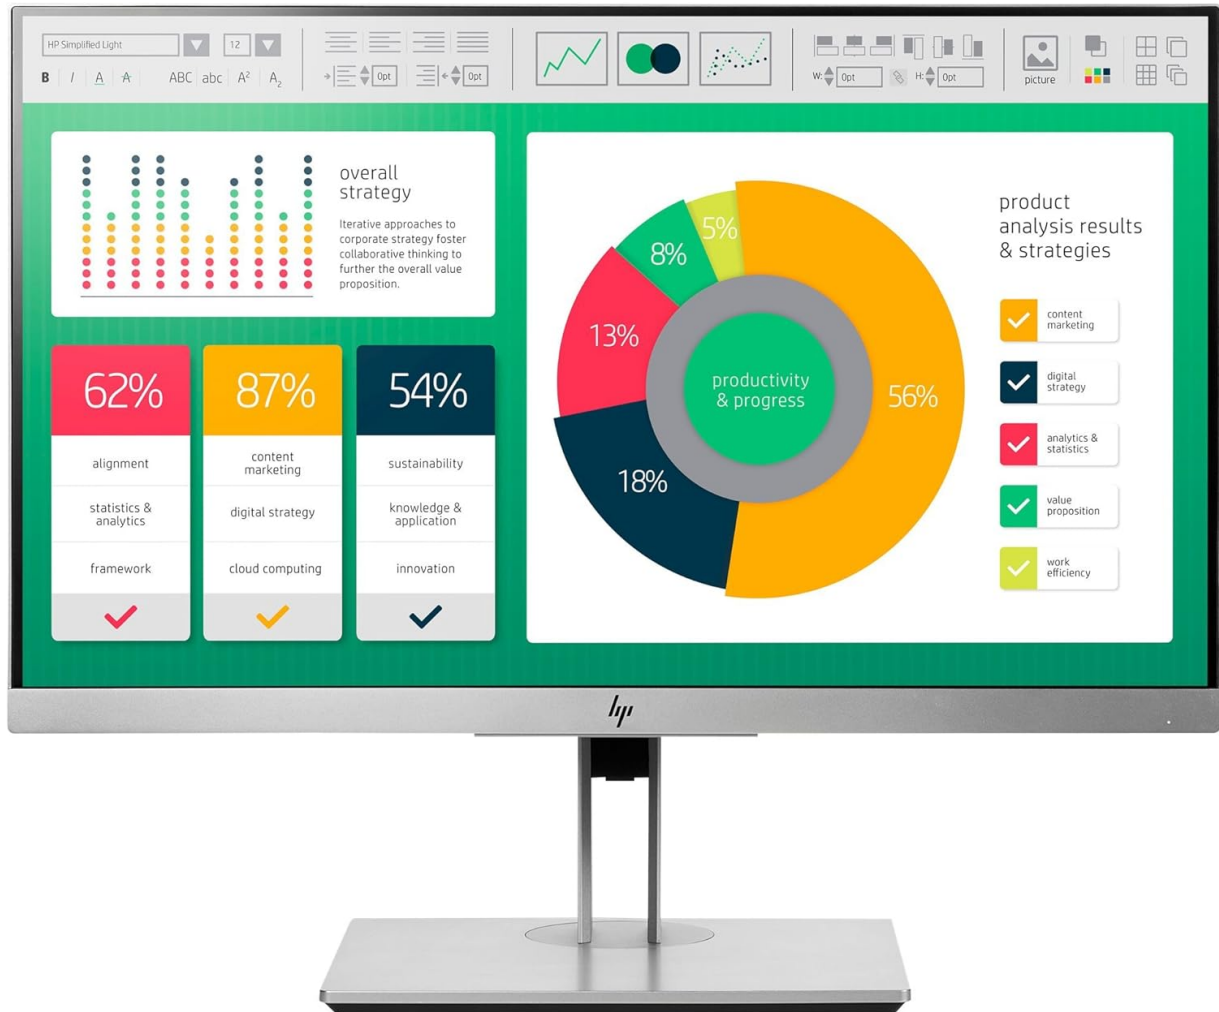 HP Simplified Light
12
B I A A ABC abc A² A₂
0pt
0pt
W: 0pt
H: 0pt
picture
overall
strategy
Iterative approaches to
corporate strategy foster
collaborative thinking to
further the overall value
proposition.
62%
alignment
statistics &
analytics
framework
87%
content
marketing
digital strategy
cloud computing
54%
sustainability
knowledge &
application
innovation
5%
8%
13%
18%
56%
productivity
& progress
product
analysis results
& strategies
content
marketing
digital
strategy
analytics &
statistics
value
proposition
work
efficiency
hp